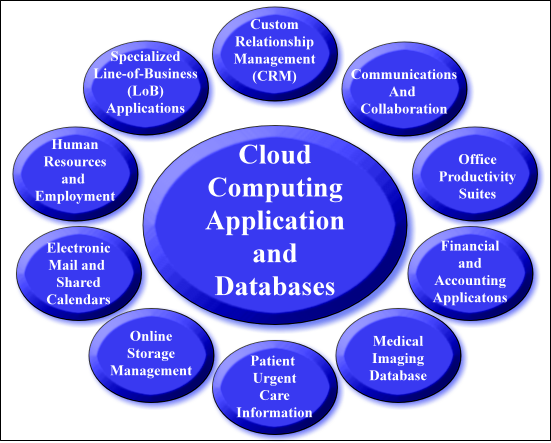 Cloud
Computing
Application
and
Databases
Custom
Relationship
Management
(CRM)
Communications
And
Collaboration
Office
Productivity
Suites
Financial
and
Accounting
Applicatons
Medical
Imaging
Database
Patient
Urgent
Care
Information
Online
Storage
Management
Electronic
Mail and
Shared
Calendars
Human
Resources
and
Employment
Specialized
Line-of-Business
(LoB)
Applications